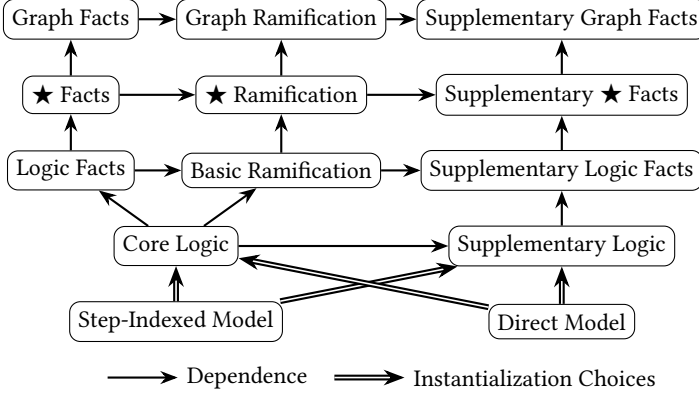 Graph Facts
Graph Ramification
Supplementary Graph Facts
★ Facts
★ Ramification
Supplementary ★ Facts
Logic Facts
Basic Ramification
Supplementary Logic Facts
Core Logic
Supplementary Logic
Step-Indexed Model
Direct Model
Dependence
Instantialization Choices